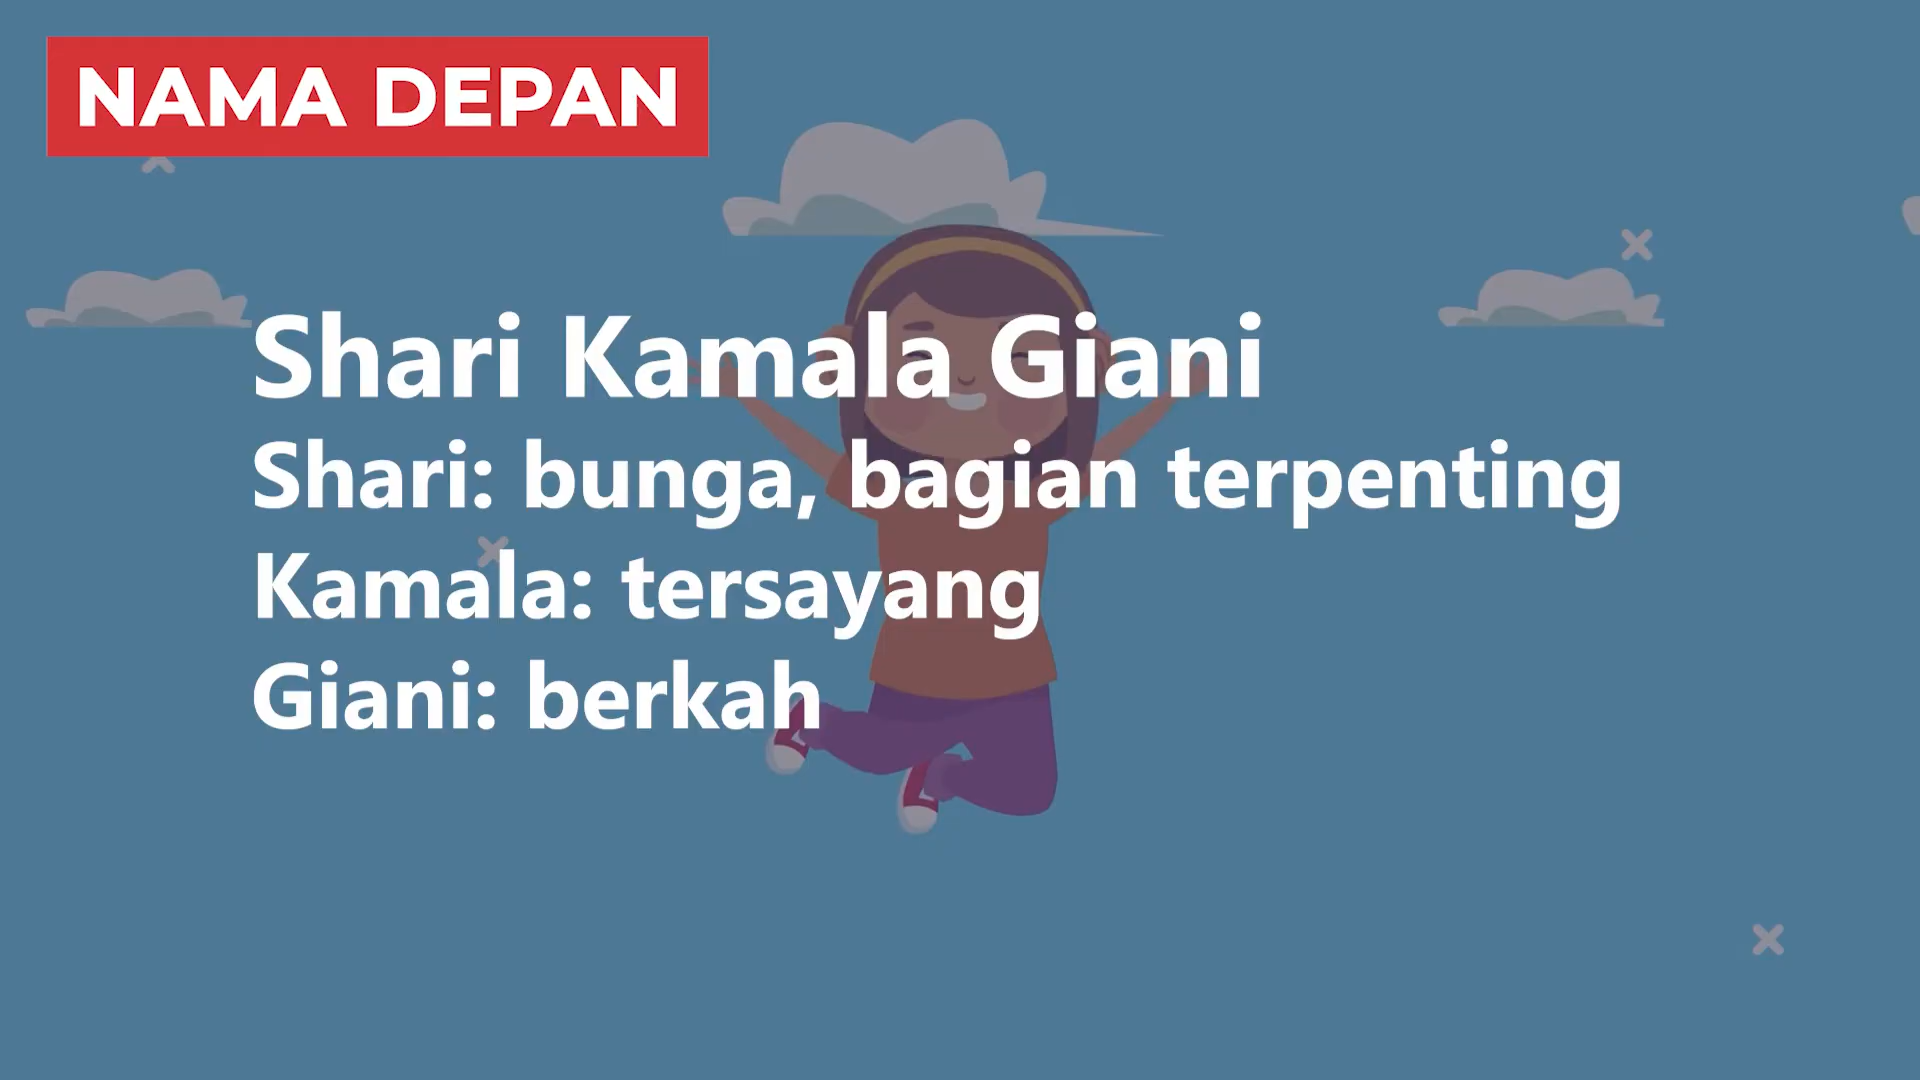 NAMA DEPAN
Shari Kamala Giani
Shari: bunga, bagian terpenting
Kamala: tersayang
Giani: berkah